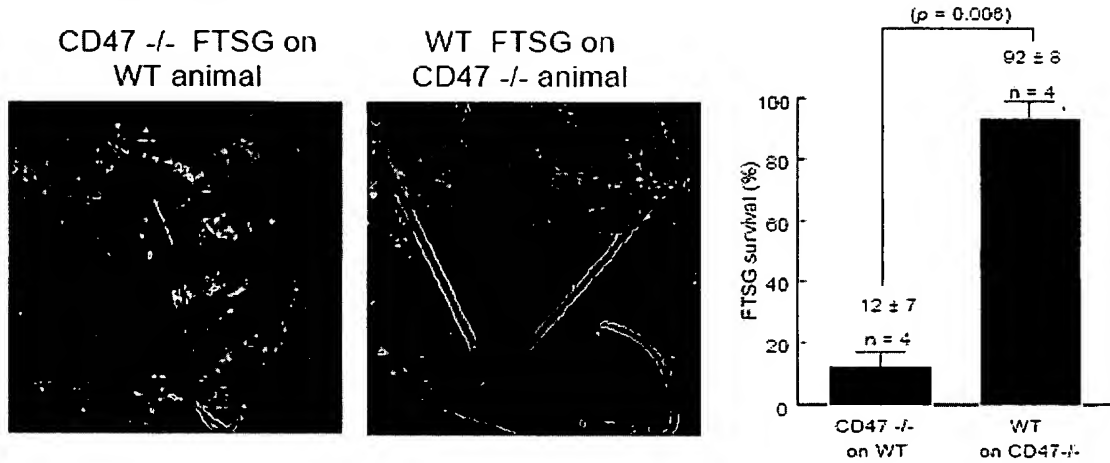 CD47 -/- FTSG on
WT animal
WT FTSG on
CD47 -/- animal
(p = 0.006)
92 ± 8
n = 4
12 ± 7
n = 4
FTSG survival (%)
100
80
60
40
20
0
CD47 -/-
on WT
WT
on CD47-/-